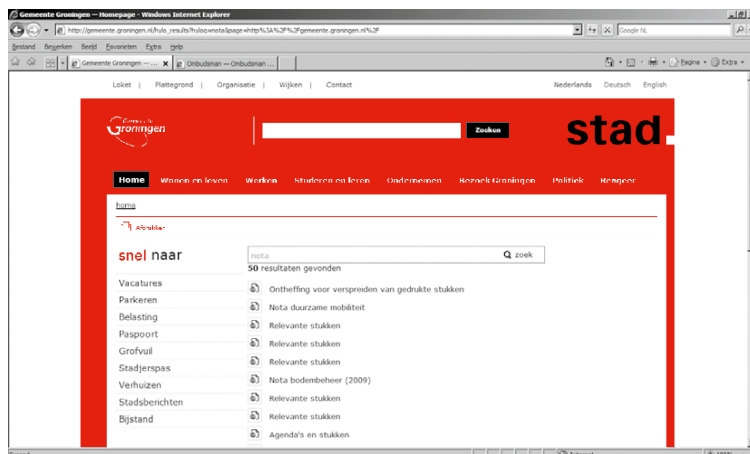 Gemeente Groningen — Homepage - Windows Internet Explorer
http://gemeente.groningen.nl/hulo_results?huloq=nota&page=http%3A%2F%2Fgemeente.groningen.nl%2F
Google NL
Bestand Bewerken Beeld Favorieten Extra Help
Gemeente Groningen — ... Ombudsman — Ombudsman ... Pagina Extra
Loket | Plattegrond | Organisatie | Wijken | Contact Nederlands Deutsch English
Gemeente
Groningen
Zoeken
stad.
Home Wonen en leven Werken Studeren en leren Ondernemen Bezoek Groningen Politiek Reageer
home
Afdrukken
snel naar
nota zoek
50 resultaten gevonden
Vacatures
Parkeren
Belasting
Paspoort
Grofvuil
Stadjerspas
Verhuizen
Stadsberichten
Bijstand
Ontheffing voor verspreiden van gedrukte stukken
Nota duurzame mobiliteit
Relevante stukken
Relevante stukken
Relevante stukken
Nota bodembeheer (2009)
Relevante stukken
Relevante stukken
Agenda's en stukken